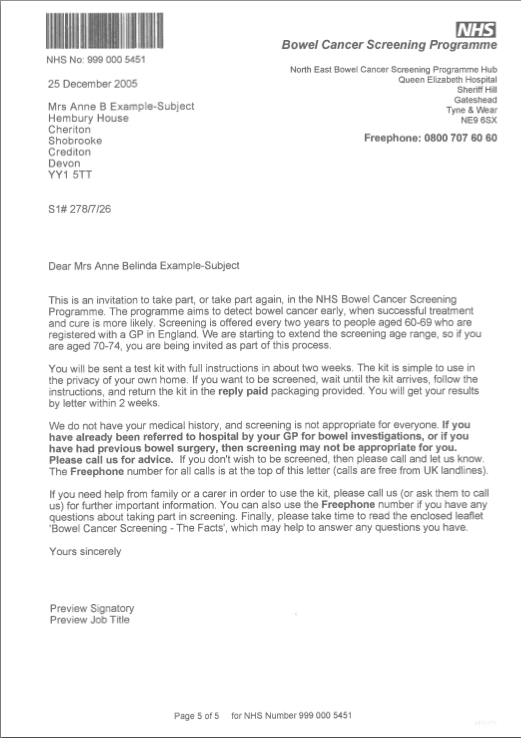 NHS
Bowel Cancer Screening Programme
NHS No: 999 000 5451
North East Bowel Cancer Screening Programme Hub
Queen Elizabeth Hospital
Sheriff Hill
Gateshead
Tyne & Wear
NE9 6SX
Freephone: 0800 707 60 60
25 December 2005
Mrs Anne B Example-Subject
Hembury House
Cheriton
Shobrooke
Crediton
Devon
YY1 5TT
S1# 278/7/26
Dear Mrs Anne Belinda Example-Subject
This is an invitation to take part, or take part again, in the NHS Bowel Cancer Screening
Programme. The programme aims to detect bowel cancer early, when successful treatment
and cure is more likely. Screening is offered every two years to people aged 60-69 who are
registered with a GP in England. We are starting to extend the screening age range, so if you
are aged 70-74, you are being invited as part of this process.
You will be sent a test kit with full instructions in about two weeks. The kit is simple to use in
the privacy of your own home. If you want to be screened, wait until the kit arrives, follow the
instructions, and return the kit in the reply paid packaging provided. You will get your results
by letter within 2 weeks.
We do not have your medical history, and screening is not appropriate for everyone. If you
have already been referred to hospital by your GP for bowel investigations, or if you
have had previous bowel surgery, then screening may not be appropriate for you.
Please call us for advice. If you don't wish to be screened, then please call and let us know.
The Freephone number for all calls is at the top of this letter (calls are free from UK landlines).
If you need help from family or a carer in order to use the kit, please call us (or ask them to call
us) for further important information. You can also use the Freephone number if you have any
questions about taking part in screening. Finally, please take time to read the enclosed leaflet
'Bowel Cancer Screening - The Facts', which may help to answer any questions you have.
Yours sincerely
Preview Signatory
Preview Job Title
Page 5 of 5 for NHS Number 999 000 5451